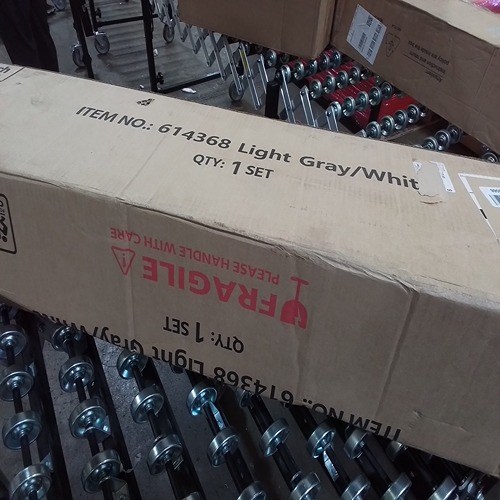 ITEM NO.: 614368 Light Gray/Whit
QTY: 1 SET
PLEASE HANDLE WITH CARE
FRAGILE
QTY: 1 SET
ITEM NO.: 614368 Light Gray/White